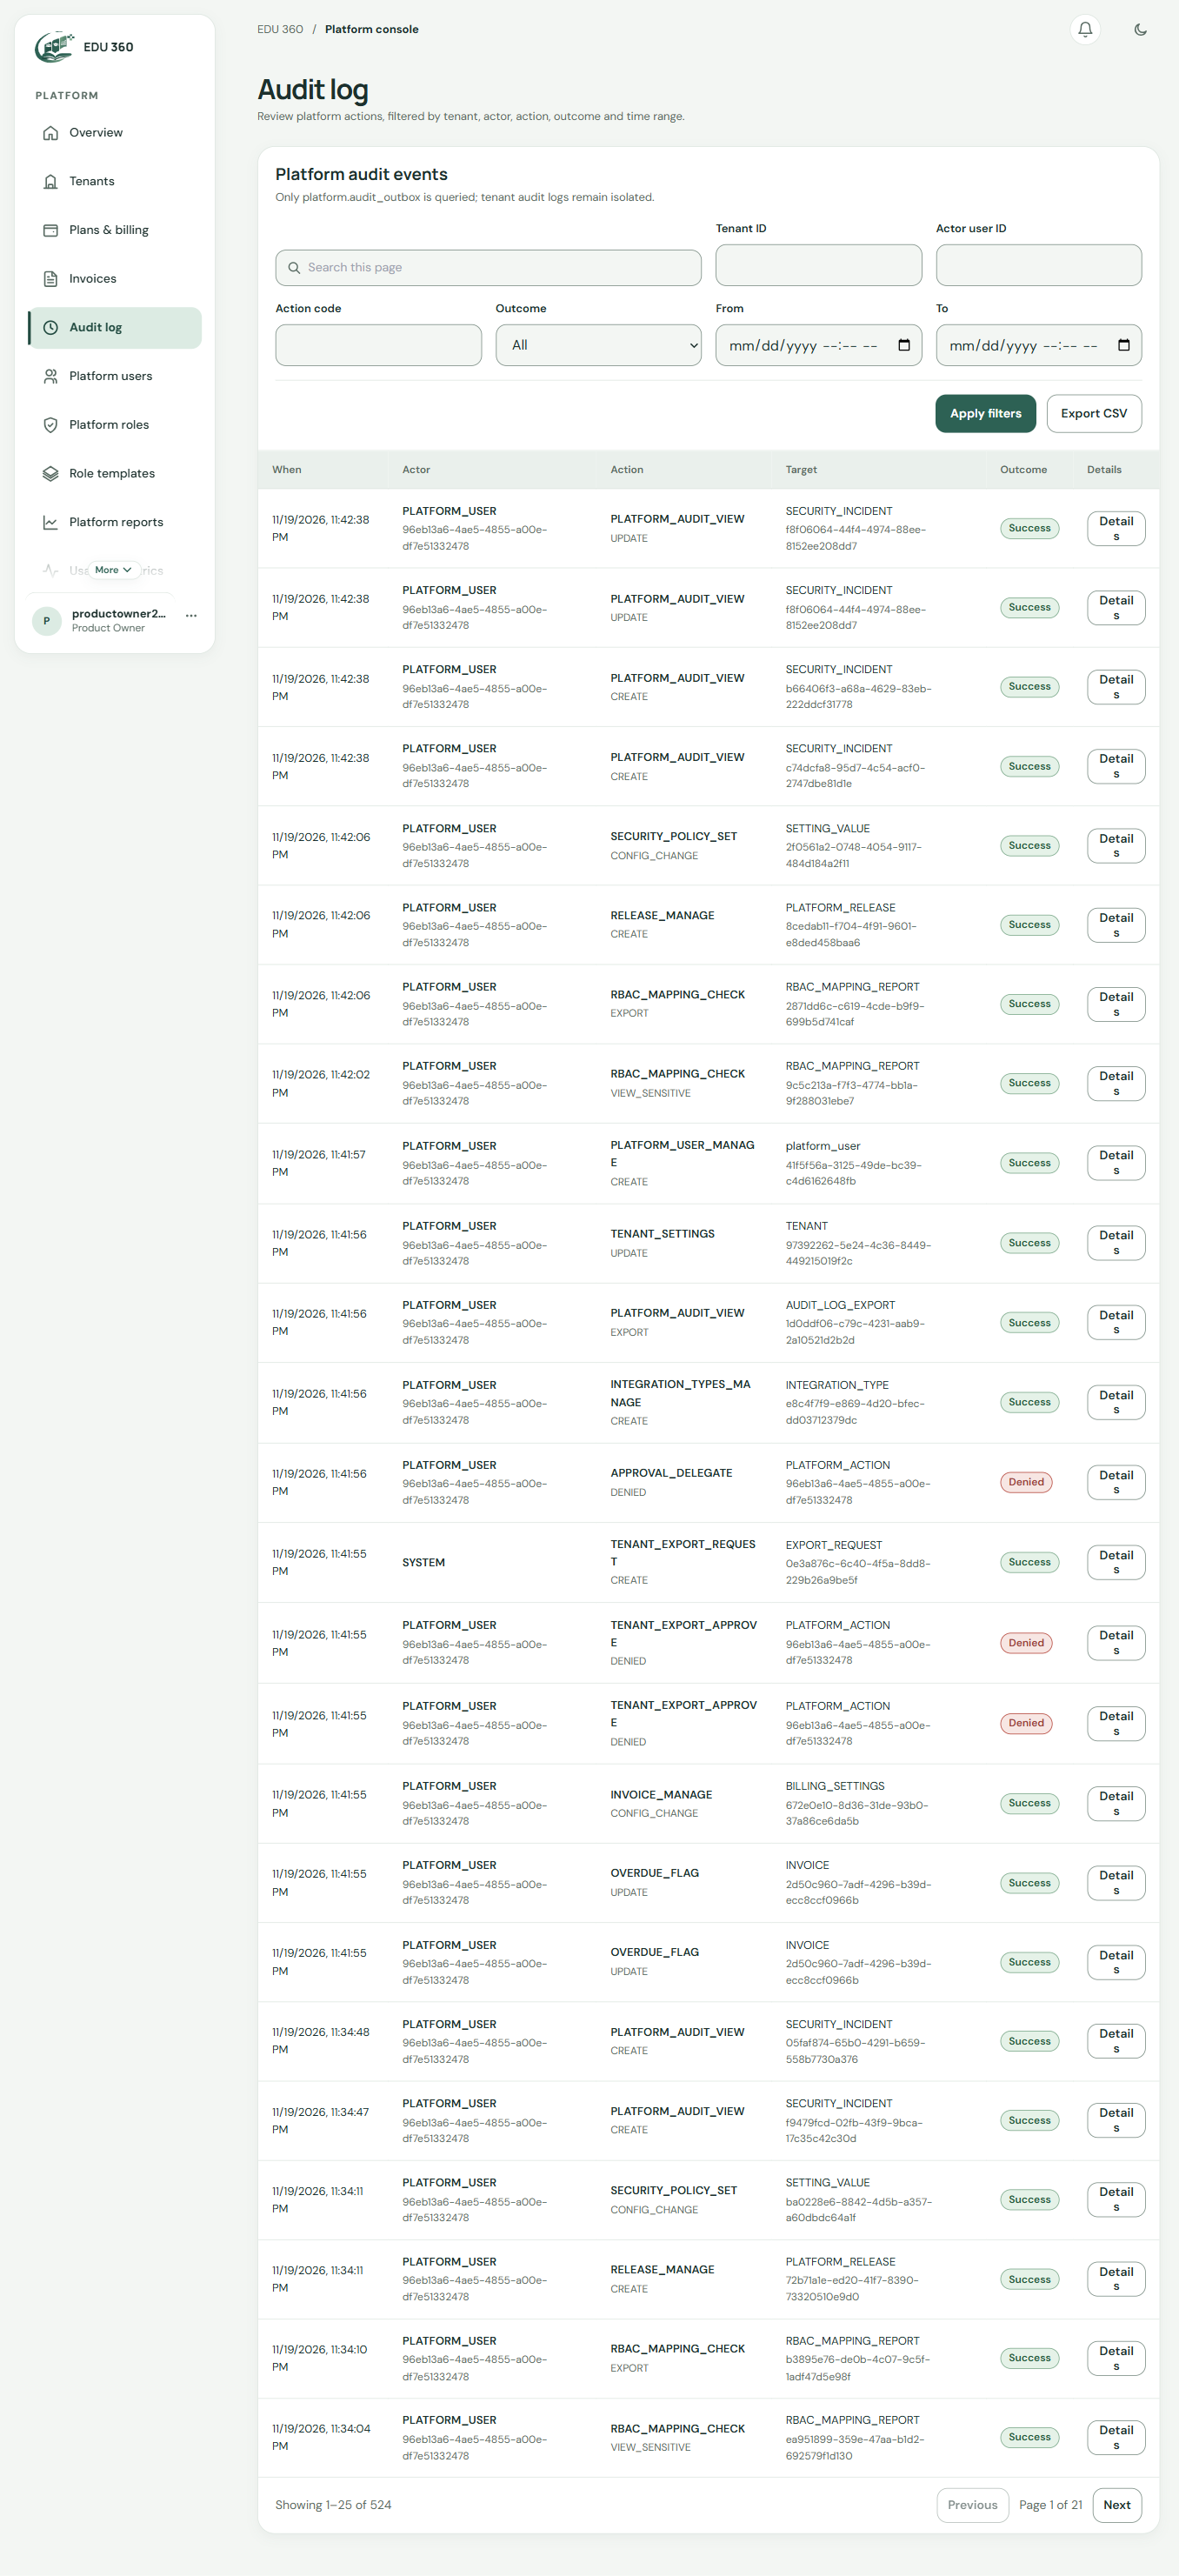 EDU 360
PLATFORM
Overview
Tenants
Plans & billing
Invoices
Audit log
Platform users
Platform roles
Role templates
Platform reports
More
productowner2...
Product Owner
P
EDU 360 / Platform console
Audit log
Review platform actions, filtered by tenant, actor, action, outcome and time range.
Platform audit events
Only platform.audit_outbox is queried; tenant audit logs remain isolated.
Search this page
Tenant ID
Actor user ID
Action code
Outcome
From
To
All
mm/dd/yyyy --:-- --
mm/dd/yyyy --:-- --
Apply filters
Export CSV
When Actor Action Target Outcome Details
11/19/2026, 11:42:38 PM PLATFORM_USER 96eb13a6-4ae5-4855-a00e-df7e51332478 PLATFORM_AUDIT_VIEW UPDATE SECURITY_INCIDENT f8f06064-44f4-4974-88ee-8152ee208dd7 Success Details
11/19/2026, 11:42:38 PM PLATFORM_USER 96eb13a6-4ae5-4855-a00e-df7e51332478 PLATFORM_AUDIT_VIEW UPDATE SECURITY_INCIDENT f8f06064-44f4-4974-88ee-8152ee208dd7 Success Details
11/19/2026, 11:42:38 PM PLATFORM_USER 96eb13a6-4ae5-4855-a00e-df7e51332478 PLATFORM_AUDIT_VIEW CREATE SECURITY_INCIDENT b66406f3-a68a-4629-83eb-222ddcf31778 Success Details
11/19/2026, 11:42:38 PM PLATFORM_USER 96eb13a6-4ae5-4855-a00e-df7e51332478 PLATFORM_AUDIT_VIEW CREATE SECURITY_INCIDENT c74dcfa8-95d7-4c54-acf0-2747dbe81d1e Success Details
11/19/2026, 11:42:06 PM PLATFORM_USER 96eb13a6-4ae5-4855-a00e-df7e51332478 SECURITY_POLICY_SET CONFIG_CHANGE SETTING_VALUE 2f0561a2-0748-4054-9117-484d184a2f11 Success Details
11/19/2026, 11:42:06 PM PLATFORM_USER 96eb13a6-4ae5-4855-a00e-df7e51332478 RELEASE_MANAGE CREATE PLATFORM_RELEASE 8cedab11-f704-4f91-9601-e8ded458baa6 Success Details
11/19/2026, 11:42:06 PM PLATFORM_USER 96eb13a6-4ae5-4855-a00e-df7e51332478 RBAC_MAPPING_CHECK EXPORT RBAC_MAPPING_REPORT 2871dd6c-c619-4cde-b9f9-699b5d741caf Success Details
11/19/2026, 11:42:02 PM PLATFORM_USER 96eb13a6-4ae5-4855-a00e-df7e51332478 RBAC_MAPPING_CHECK VIEW_SENSITIVE RBAC_MAPPING_REPORT 9c5c213a-f7f3-4774-bb1a-9f288031ebe7 Success Details
11/19/2026, 11:41:57 PM PLATFORM_USER 96eb13a6-4ae5-4855-a00e-df7e51332478 PLATFORM_USER_MANAGE CREATE platform_user 41f5f56a-3125-49de-bc39-c4d6162648fb Success Details
11/19/2026, 11:41:56 PM PLATFORM_USER 96eb13a6-4ae5-4855-a00e-df7e51332478 TENANT_SETTINGS UPDATE TENANT 97392262-5e24-4c36-8449-449215019f2c Success Details
11/19/2026, 11:41:56 PM PLATFORM_USER 96eb13a6-4ae5-4855-a00e-df7e51332478 PLATFORM_AUDIT_VIEW EXPORT AUDIT_LOG_EXPORT 1d0ddf06-c79c-4231-aab9-2a10521d2b2d Success Details
11/19/2026, 11:41:56 PM PLATFORM_USER 96eb13a6-4ae5-4855-a00e-df7e51332478 INTEGRATION_TYPES_MANAGE CREATE INTEGRATION_TYPE e8c4f7f9-e869-4d20-bfec-dd03712379dc Success Details
11/19/2026, 11:41:56 PM PLATFORM_USER 96eb13a6-4ae5-4855-a00e-df7e51332478 APPROVAL_DELEGATE DENIED PLATFORM_ACTION 96eb13a6-4ae5-4855-a00e-df7e51332478 Denied Details
11/19/2026, 11:41:55 PM SYSTEM TENANT_EXPORT_REQUEST CREATE EXPORT_REQUEST 0e3a876c-6c40-4f5a-8dd8-229b26a9be5f Success Details
11/19/2026, 11:41:55 PM PLATFORM_USER 96eb13a6-4ae5-4855-a00e-df7e51332478 TENANT_EXPORT_APPROVE DENIED PLATFORM_ACTION 96eb13a6-4ae5-4855-a00e-df7e51332478 Denied Details
11/19/2026, 11:41:55 PM PLATFORM_USER 96eb13a6-4ae5-4855-a00e-df7e51332478 TENANT_EXPORT_APPROVE DENIED PLATFORM_ACTION 96eb13a6-4ae5-4855-a00e-df7e51332478 Denied Details
11/19/2026, 11:41:55 PM PLATFORM_USER 96eb13a6-4ae5-4855-a00e-df7e51332478 INVOICE_MANAGE CONFIG_CHANGE BILLING_SETTINGS 672e0e10-8d36-31de-93b0-37a86ce6da5b Success Details
11/19/2026, 11:41:55 PM PLATFORM_USER 96eb13a6-4ae5-4855-a00e-df7e51332478 OVERDUE_FLAG UPDATE INVOICE 2d50c960-7adf-4296-b39d-ecc8ccf0966b Success Details
11/19/2026, 11:41:55 PM PLATFORM_USER 96eb13a6-4ae5-4855-a00e-df7e51332478 OVERDUE_FLAG UPDATE INVOICE 2d50c960-7adf-4296-b39d-ecc8ccf0966b Success Details
11/19/2026, 11:34:48 PM PLATFORM_USER 96eb13a6-4ae5-4855-a00e-df7e51332478 PLATFORM_AUDIT_VIEW CREATE SECURITY_INCIDENT 05faf874-65b0-4291-b659-558b7730a376 Success Details
11/19/2026, 11:34:47 PM PLATFORM_USER 96eb13a6-4ae5-4855-a00e-df7e51332478 PLATFORM_AUDIT_VIEW CREATE SECURITY_INCIDENT f9479fcd-02fb-43f9-9bca-17c35c42c30d Success Details
11/19/2026, 11:34:11 PM PLATFORM_USER 96eb13a6-4ae5-4855-a00e-df7e51332478 SECURITY_POLICY_SET CONFIG_CHANGE SETTING_VALUE ba0228e6-8842-4d5b-a357-a60dbdc64a1f Success Details
11/19/2026, 11:34:11 PM PLATFORM_USER 96eb13a6-4ae5-4855-a00e-df7e51332478 RELEASE_MANAGE CREATE PLATFORM_RELEASE 72b71a1e-ed20-41f7-8390-73320510e9d0 Success Details
11/19/2026, 11:34:10 PM PLATFORM_USER 96eb13a6-4ae5-4855-a00e-df7e51332478 RBAC_MAPPING_CHECK EXPORT RBAC_MAPPING_REPORT b3895e76-de0b-4c07-9c5f-1adf47d5e98f Success Details
11/19/2026, 11:34:04 PM PLATFORM_USER 96eb13a6-4ae5-4855-a00e-df7e51332478 RBAC_MAPPING_CHECK VIEW_SENSITIVE RBAC_MAPPING_REPORT ea951899-359e-47aa-b1d2-692579f1d130 Success Details
Showing 1–25 of 524
Previous
Page 1 of 21
Next